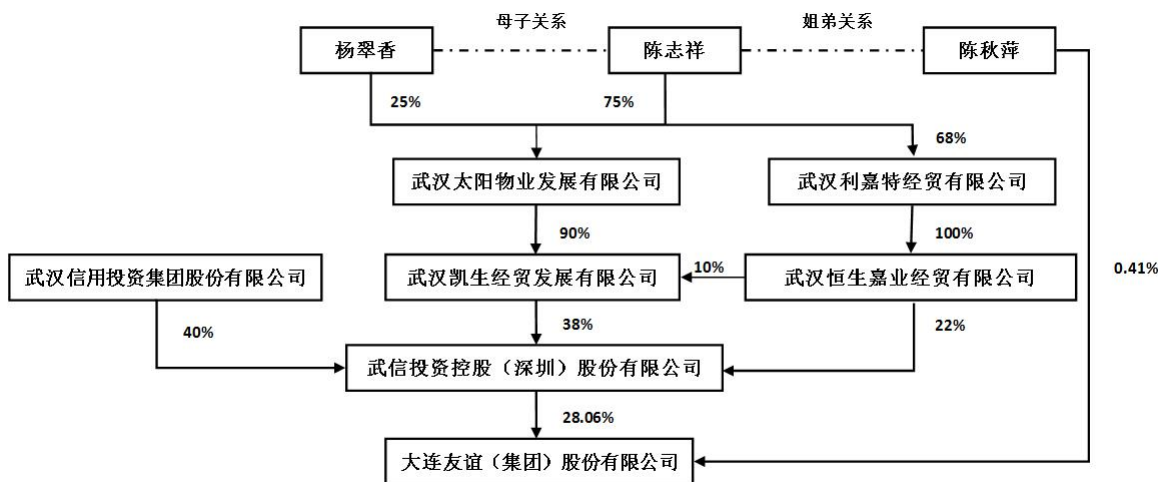 母子关系
姐弟关系
杨翠香
陈志祥
陈秋萍
25%
75%
68%
武汉太阳物业发展有限公司
武汉利嘉特经贸有限公司
90%
100%
武汉信用投资集团股份有限公司
武汉凯生经贸发展有限公司
10%
武汉恒生嘉业经贸有限公司
0.41%
40%
38%
22%
武信投资控股（深圳）股份有限公司
28.06%
大连友谊（集团）股份有限公司